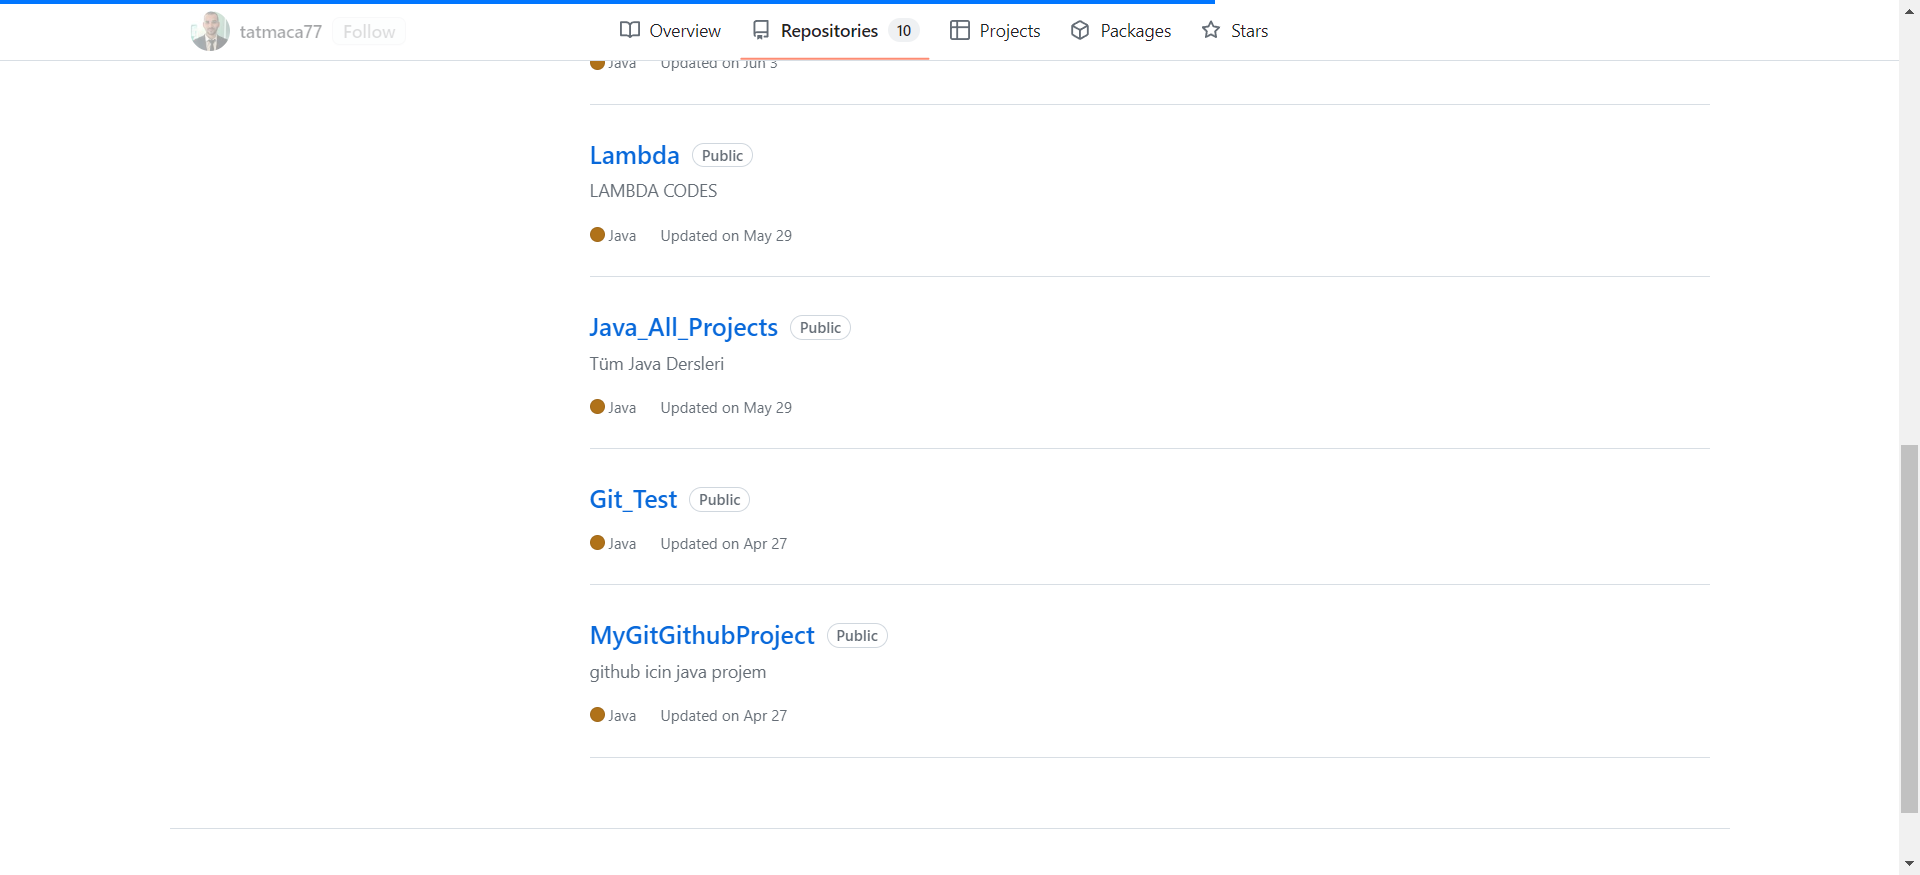 tatmaca77 Follow Overview Repositories 10 Projects Packages Stars
Java Updated on Jun 3
Lambda Public
LAMBDA CODES
Java Updated on May 29
Java_All_Projects Public
Tüm Java Dersleri
Java Updated on May 29
Git_Test Public
Java Updated on Apr 27
MyGitGithubProject Public
github icin java projem
Java Updated on Apr 27